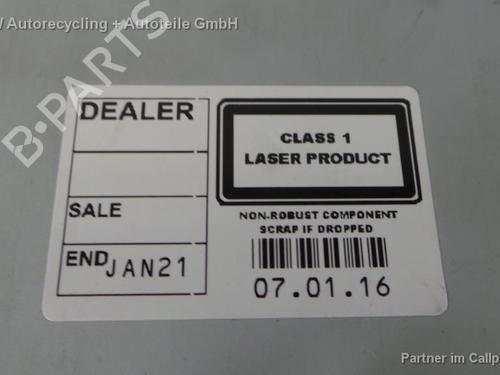 W Autorecycling + Autoteile GmbH
B-PARTS
DEALER
SALE
END JAN21
CLASS 1
LASER PRODUCT
NON-ROBUST COMPONENT
SCRAP IF DROPPED
07.01.16
Partner im Callp